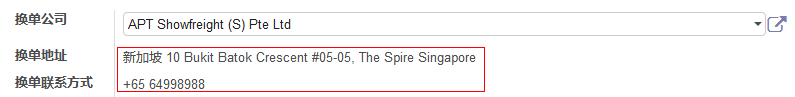 换单公司 APT Showfreight (S) Pte Ltd
换单地址 新加坡 10 Bukit Batok Crescent #05-05, The Spire Singapore
换单联系方式 +65 64998988